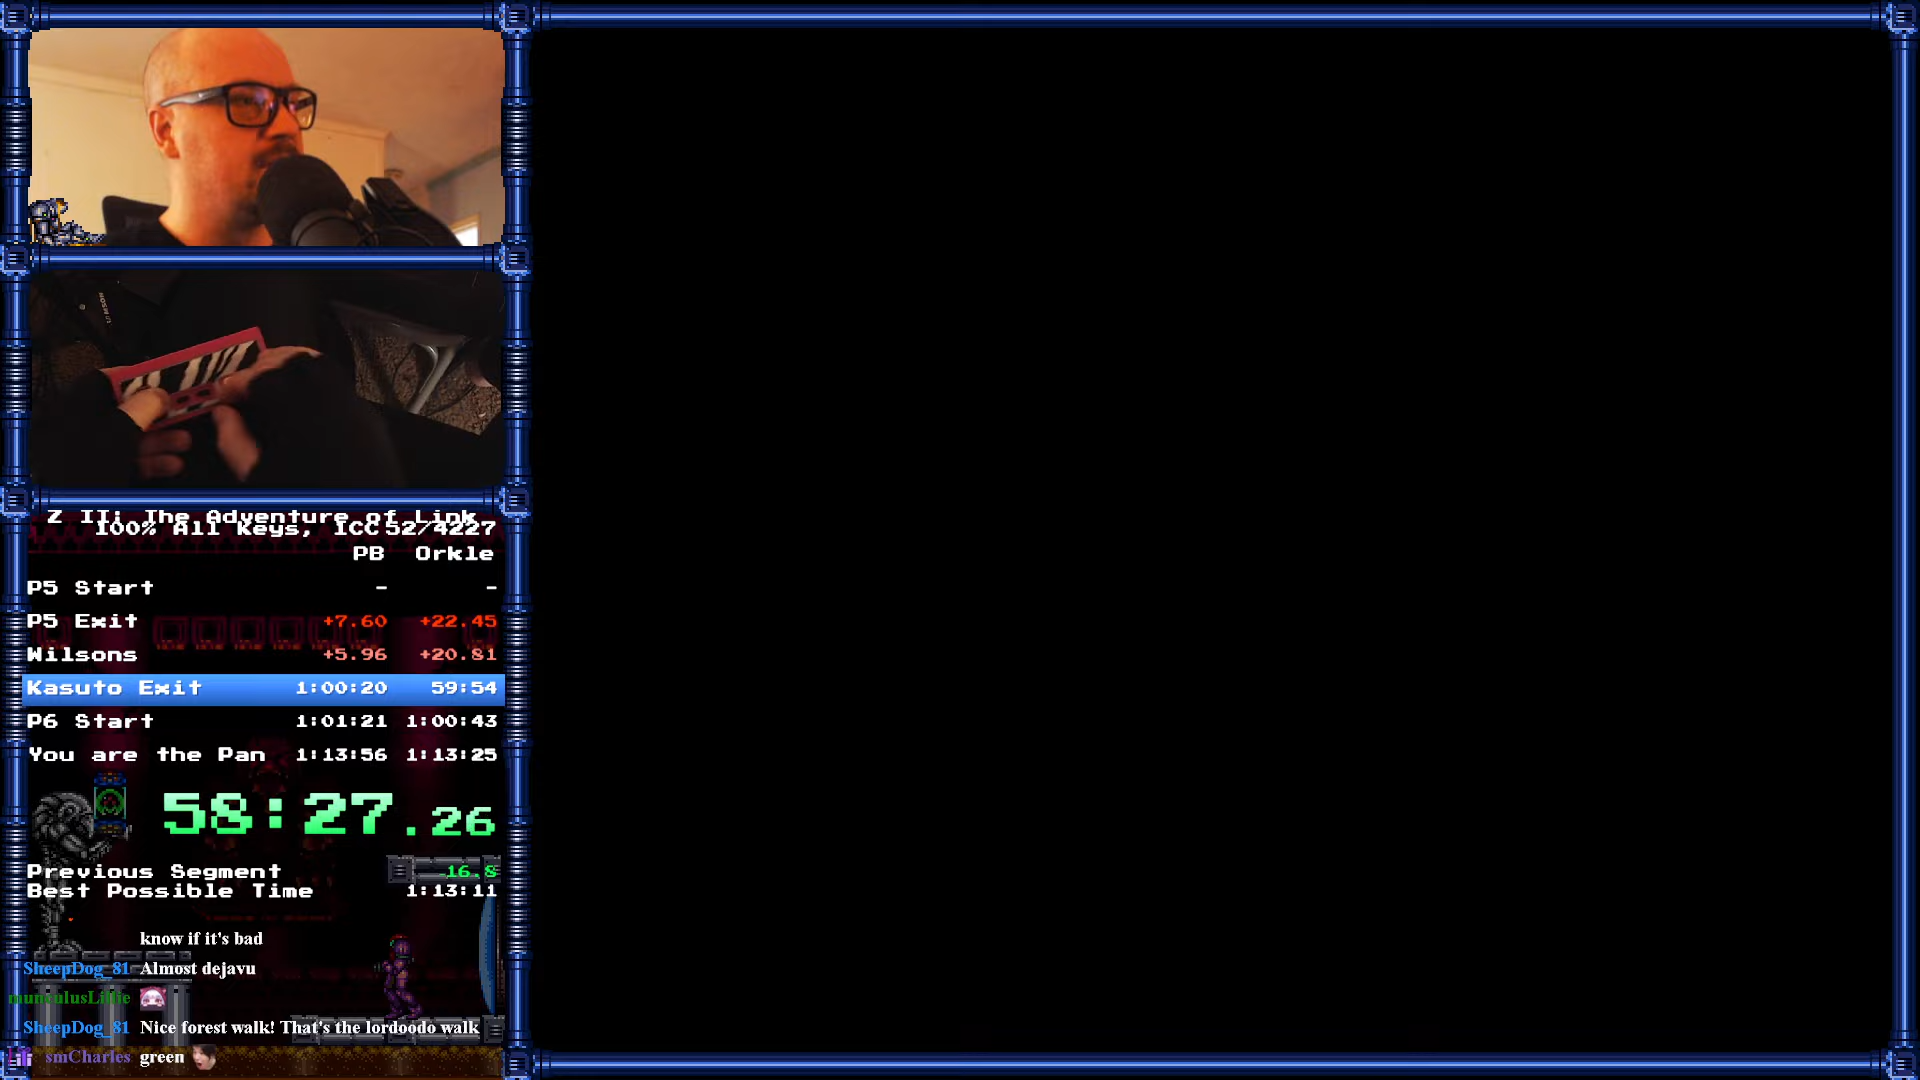 Z II: The Adventure of Link
100% All Keys, ICC 52/4227
PB Orkle
P5 Start - -
P5 Exit +7.60 +22.45
Wilsons +5.96 +20.81
Kasuto Exit 1:00:20 59:54
P6 Start 1:01:21 1:00:43
You are the Pan 1:13:56 1:13:25
58:27.26
Previous Segment -16.8
Best Possible Time 1:13:11
know if it's bad
SheepDog_81 Almost dejavu
munculusLillie
SheepDog_81 Nice forest walk! That's the lordoodo walk
smCharles green